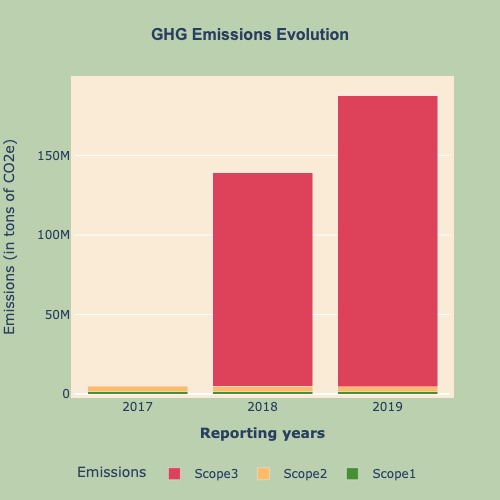 GHG Emissions Evolution
Emissions (in tons of CO2e)
150M
100M
50M
0
2017 2018 2019
Reporting years
Emissions Scope3 Scope2 Scope1